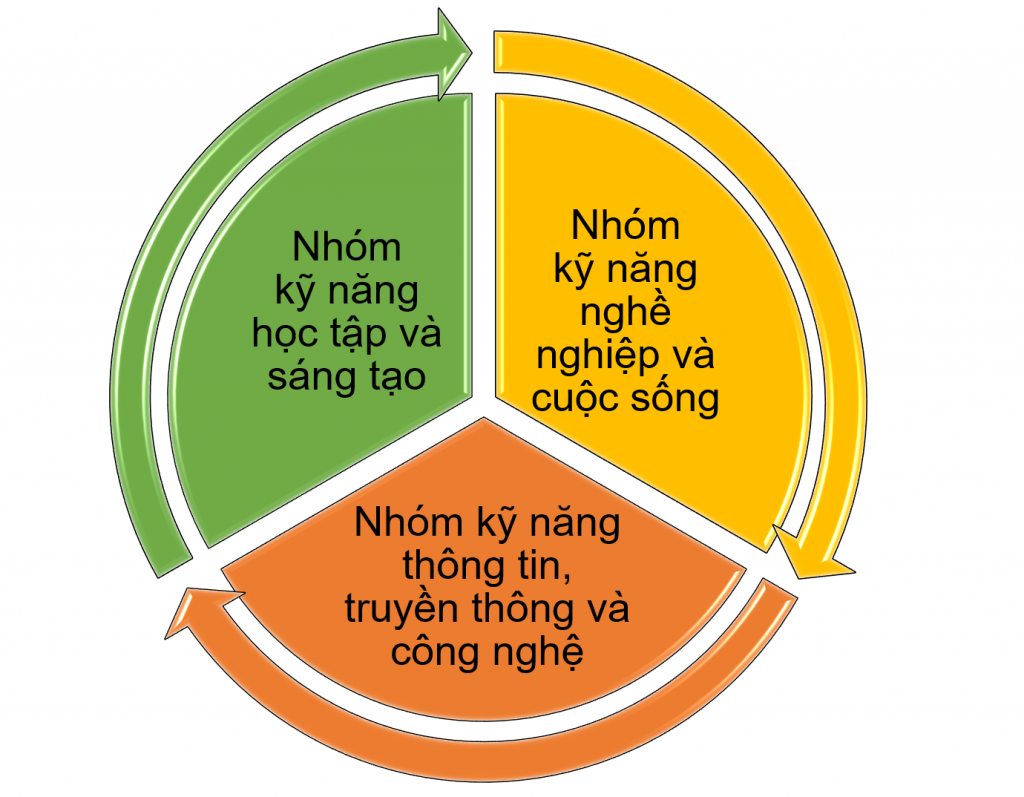 Nhóm
kỹ năng
học tập và
sáng tạo
Nhóm
kỹ năng
nghề
nghiệp và
cuộc sống
Nhóm kỹ năng
thông tin,
truyền thông và
công nghệ